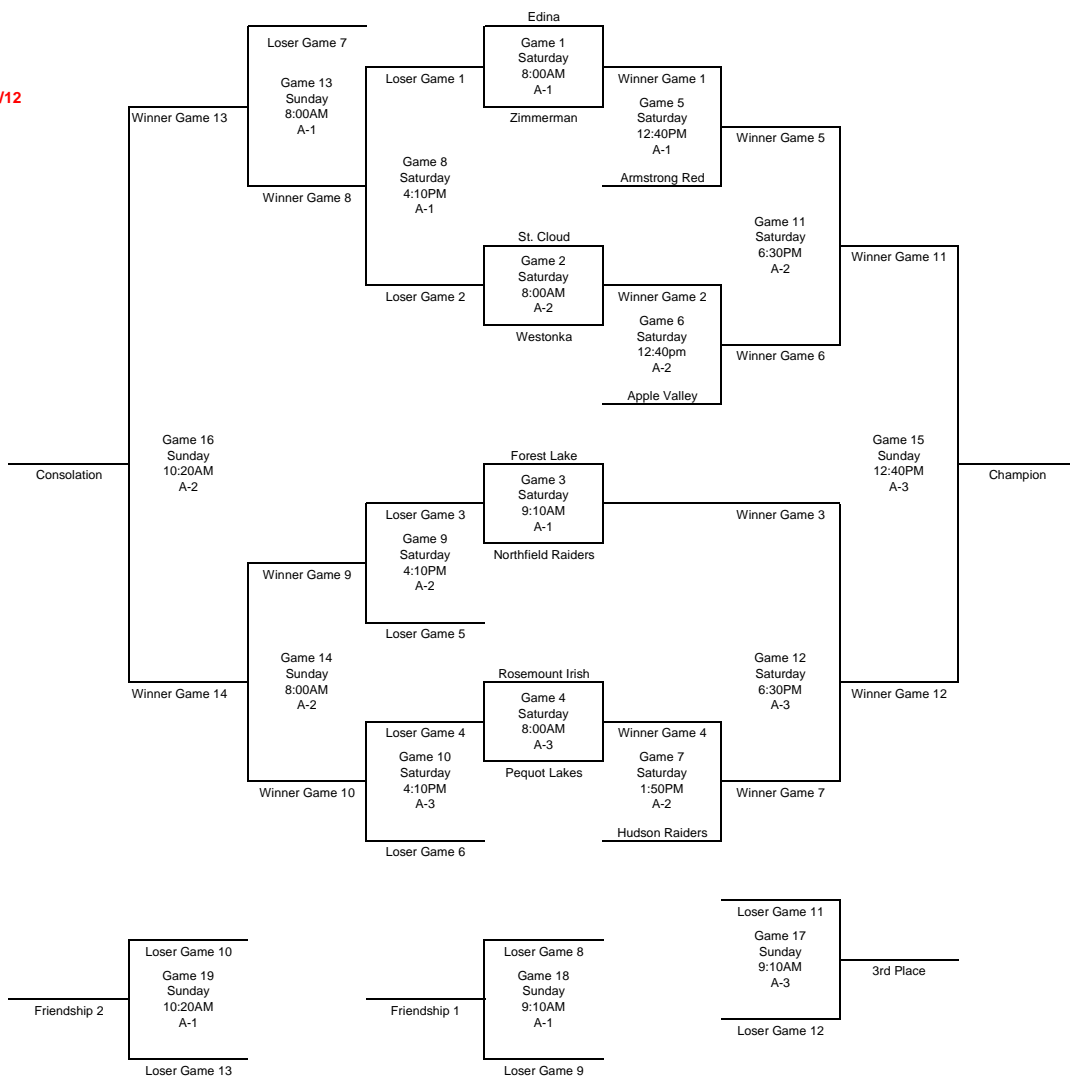 Edina
Loser Game 7
Game 1
Saturday
8:00AM
A-1
Loser Game 1
Winner Game 1
/12
Game 13
Sunday
8:00AM
A-1
Game 5
Saturday
12:40PM
A-1
Winner Game 13
Zimmerman
Winner Game 5
Game 8
Saturday
4:10PM
A-1
Armstrong Red
Winner Game 8
St. Cloud
Game 11
Saturday
6:30PM
A-2
Game 2
Saturday
8:00AM
A-2
Winner Game 11
Loser Game 2
Winner Game 2
Westonka
Game 6
Saturday
12:40pm
A-2
Winner Game 6
Apple Valley
Game 16
Sunday
10:20AM
A-2
Game 15
Sunday
12:40PM
A-3
Forest Lake
Consolation
Champion
Game 3
Saturday
9:10AM
A-1
Loser Game 3
Winner Game 3
Game 9
Saturday
4:10PM
A-2
Northfield Raiders
Winner Game 9
Loser Game 5
Game 14
Sunday
8:00AM
A-2
Game 12
Saturday
6:30PM
A-3
Rosemount Irish
Winner Game 14
Winner Game 12
Game 4
Saturday
8:00AM
A-3
Loser Game 4
Winner Game 4
Game 10
Saturday
4:10PM
A-3
Pequot Lakes
Game 7
Saturday
1:50PM
A-2
Winner Game 10
Winner Game 7
Hudson Raiders
Loser Game 6
Loser Game 11
Game 17
Sunday
9:10AM
A-3
Loser Game 10
Loser Game 8
3rd Place
Game 19
Sunday
10:20AM
A-1
Game 18
Sunday
9:10AM
A-1
Friendship 2
Friendship 1
Loser Game 12
Loser Game 13
Loser Game 9